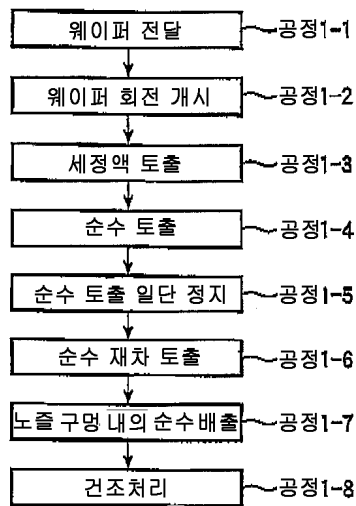 웨이퍼 전달 공정1-1
웨이퍼 회전 개시 공정1-2
세정액 토출 공정1-3
순수 토출 공정1-4
순수 토출 일단 정지 공정1-5
순수 재차 토출 공정1-6
노즐 구멍 내의 순수배출 공정1-7
건조처리 공정1-8